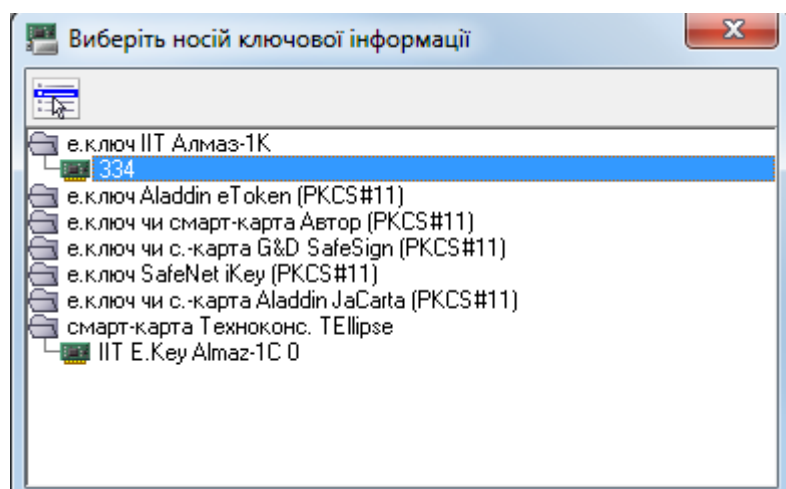 Виберіть носій ключової інформації
е.ключ ІІТ Алмаз-1К
334
е.ключ Aladdin eToken (PKCS#11)
е.ключ чи смарт-карта Автор (PKCS#11)
е.ключ чи с.-карта G&D SafeSign (PKCS#11)
е.ключ SafeNet iKey (PKCS#11)
е.ключ чи с.-карта Aladdin JaCarta (PKCS#11)
смарт-карта Техноконс. TEllipse
IIT E.Key Almaz-1C 0